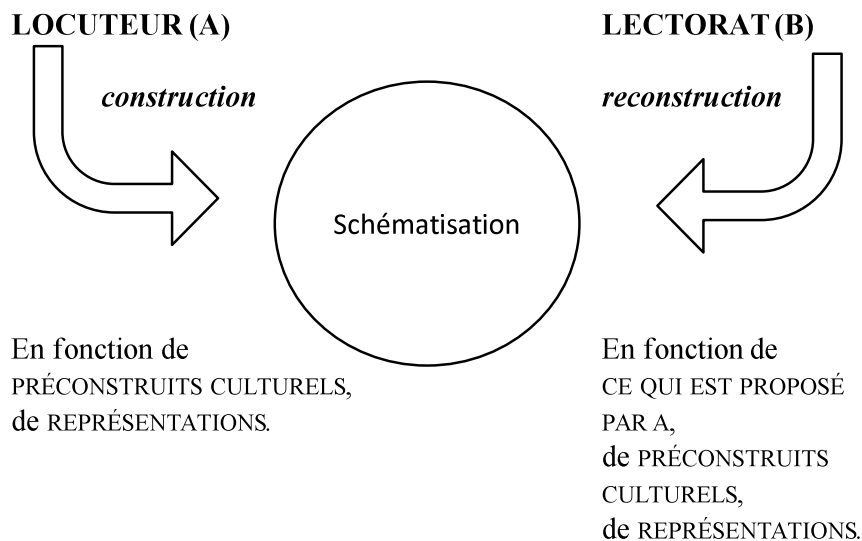 LOCUTEUR (A)
construction
En fonction de
PRÉCONSTRUITS CULTURELS,
de REPRÉSENTATIONS.
Schématisation
LECTORAT (B)
reconstruction
En fonction de
CE QUI EST PROPOSÉ
PAR A,
de PRÉCONSTRUITS
CULTURELS,
de REPRÉSENTATIONS.